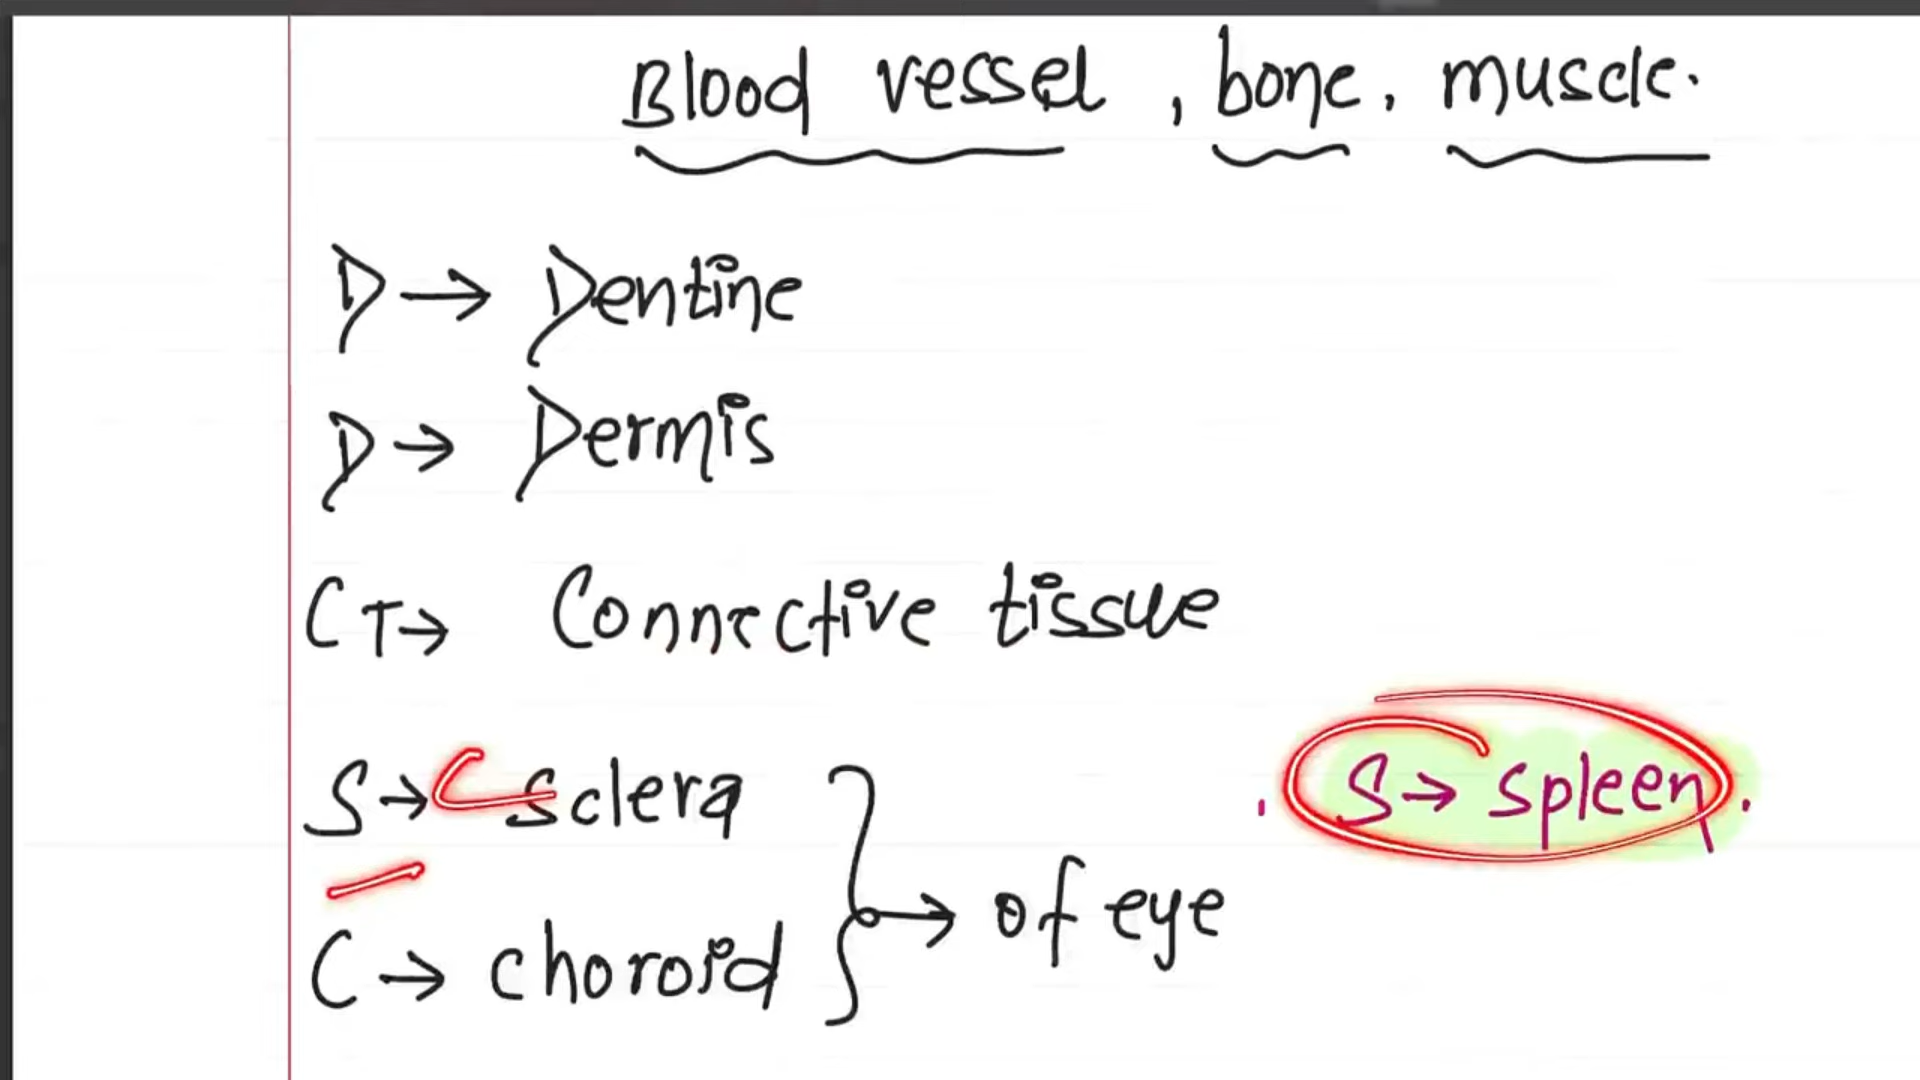 Blood vessel, bone, muscle.
D → Dentine
D → Dermis
CT → Connective tissue
S → sclera
. S → spleen.
C → choroid
→ of eye